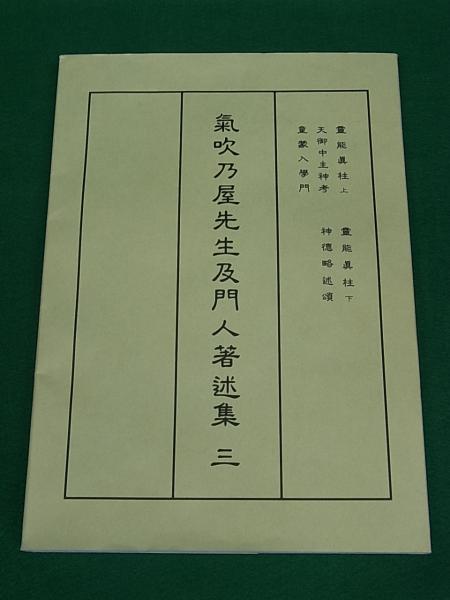 靈能眞柱 上 靈能眞柱 下
天御中主神考 神德略述頌
童蒙入學門
氣吹乃屋先生及門人著述集 三